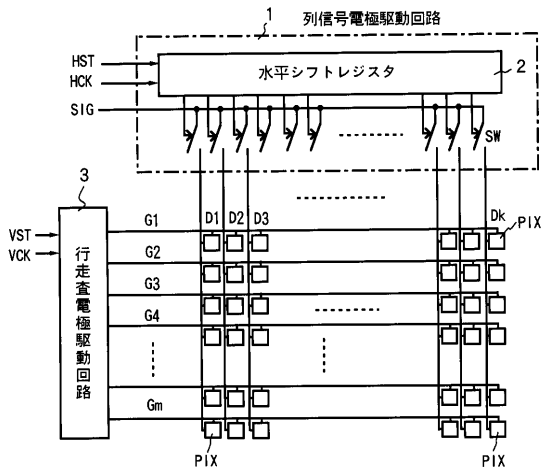 1
列信号電極駆動回路
HST
HCK
SIG
水平シフトレジスタ
2
SW
3
VST
VCK
行走査電極駆動回路
D1 D2 D3
Dk
PIX
G1
G2
G3
G4
Gm
PIX
PIX